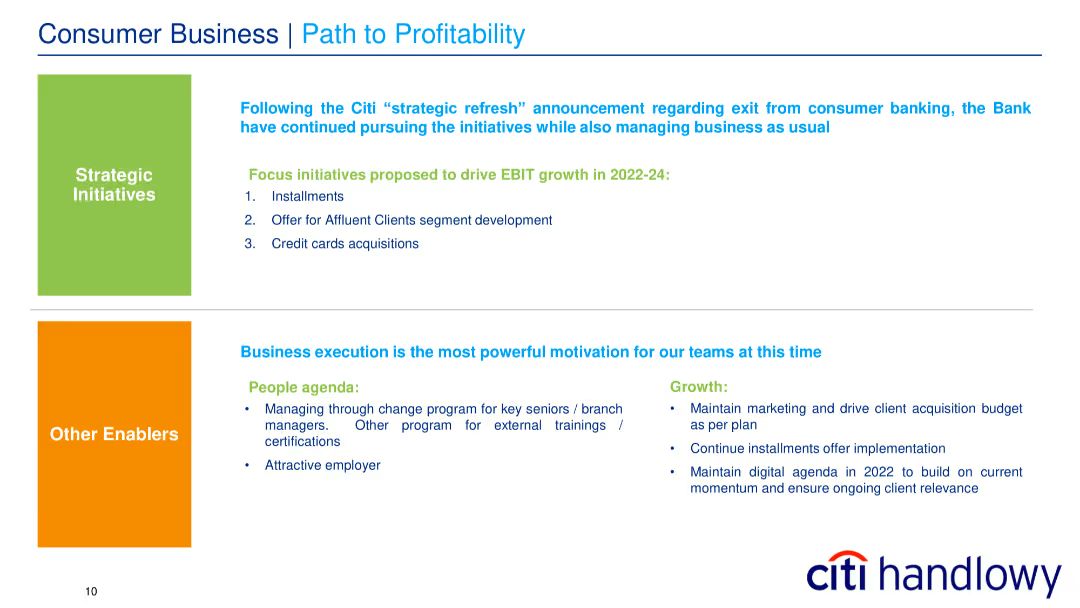 Consumer Business | Path to Profitability
Strategic
Initiatives
Following the Citi “strategic refresh” announcement regarding exit from consumer banking, the Bank
have continued pursuing the initiatives while also managing business as usual
Focus initiatives proposed to drive EBIT growth in 2022-24:
1. Installments
2. Offer for Affluent Clients segment development
3. Credit cards acquisitions
Other Enablers
Business execution is the most powerful motivation for our teams at this time
People agenda:
• Managing through change program for key seniors / branch
managers. Other program for external trainings /
certifications
• Attractive employer
Growth:
• Maintain marketing and drive client acquisition budget
as per plan
• Continue installments offer implementation
• Maintain digital agenda in 2022 to build on current
momentum and ensure ongoing client relevance
10
citi handlowy